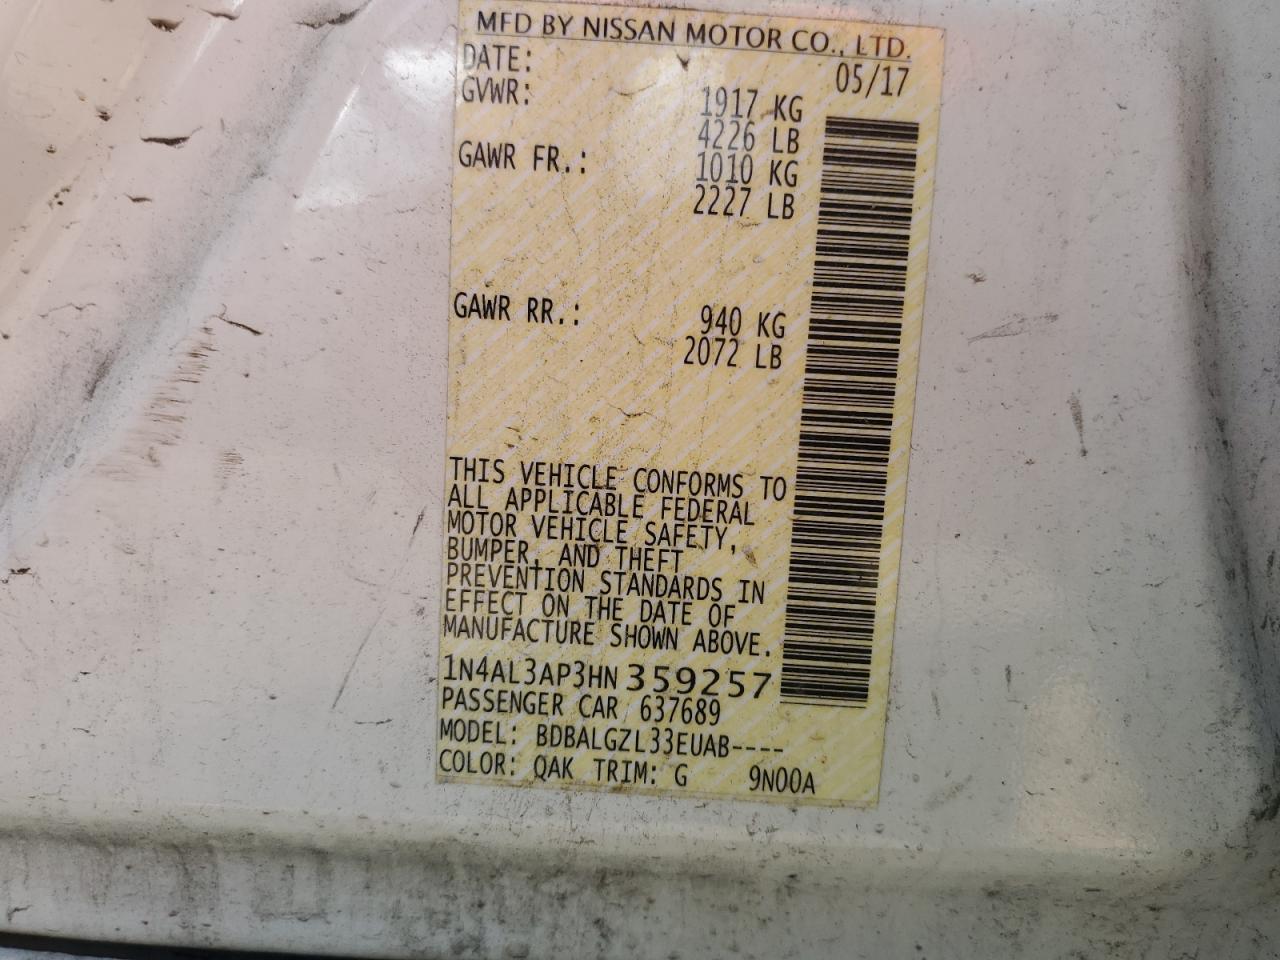 MFD BY NISSAN MOTOR CO., LTD.
DATE: 05/17
GVWR: 1917 KG
4226 LB
GAWR FR.: 1010 KG
2227 LB
GAWR RR.: 940 KG
2072 LB
THIS VEHICLE CONFORMS TO
ALL APPLICABLE FEDERAL
MOTOR VEHICLE SAFETY,
BUMPER, AND THEFT
PREVENTION STANDARDS IN
EFFECT ON THE DATE OF
MANUFACTURE SHOWN ABOVE.
1N4AL3AP3HN359257
PASSENGER CAR 637689
MODEL: BDBALGZL33EUAB----
COLOR: QAK TRIM: G 9N00A